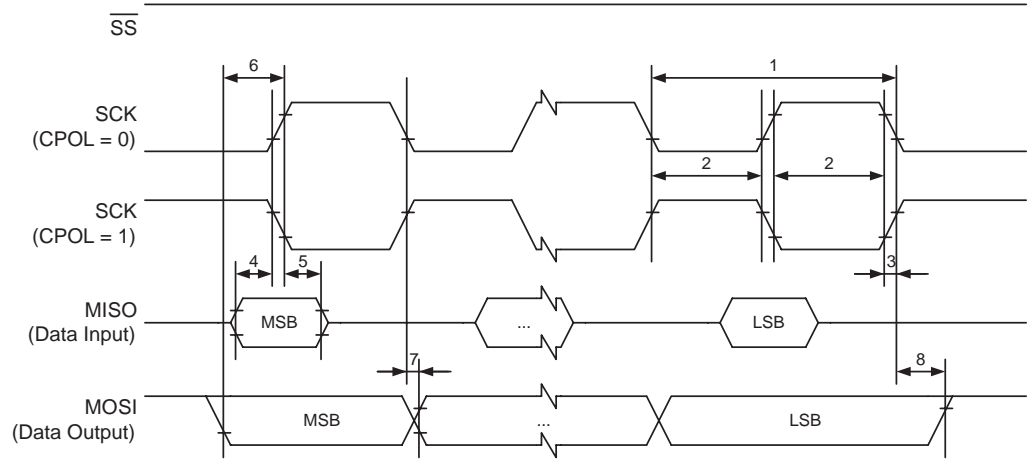 SS
6
1
SCK
(CPOL = 0)
2
2
SCK
(CPOL = 1)
4
5
3
MISO
(Data Input)
MSB
...
LSB
7
8
MOSI
(Data Output)
MSB
...
LSB